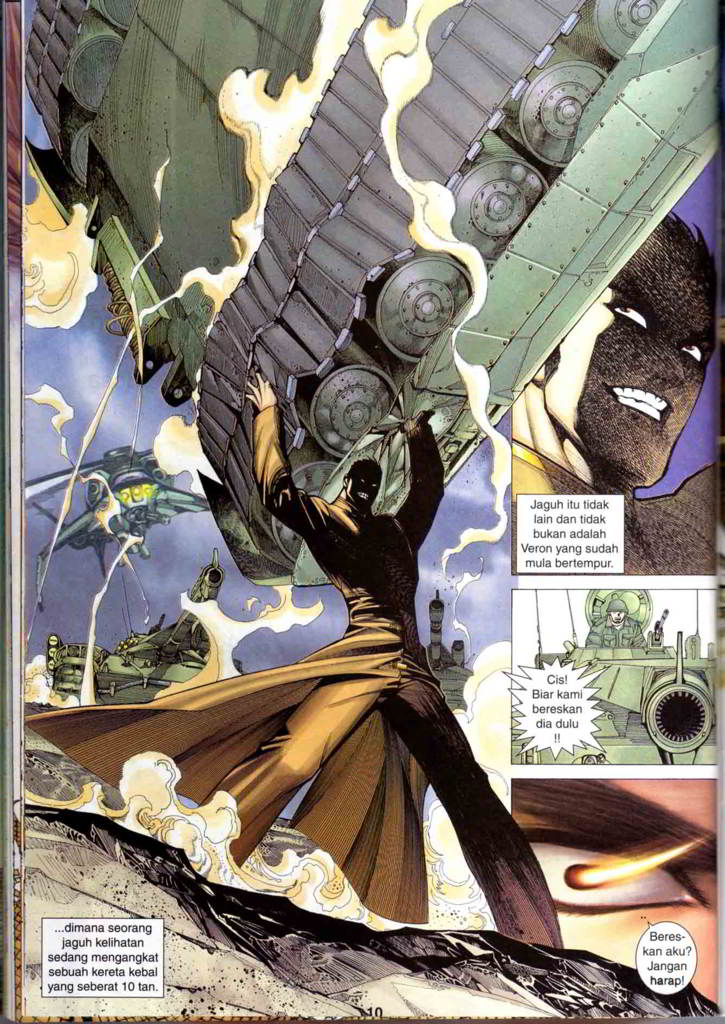 ...dimana seorang
jaguh kelihatan
sedang mengangkat
sebuah kereta kebal
yang seberat 10 tan.
Jaguh itu tidak
lain dan tidak
bukan adalah
Veron yang sudah
mula bertempur.
Cis!
Biar kami
bereskan
dia dulu
!!
Beres-
kan aku?
Jangan
harap!
10